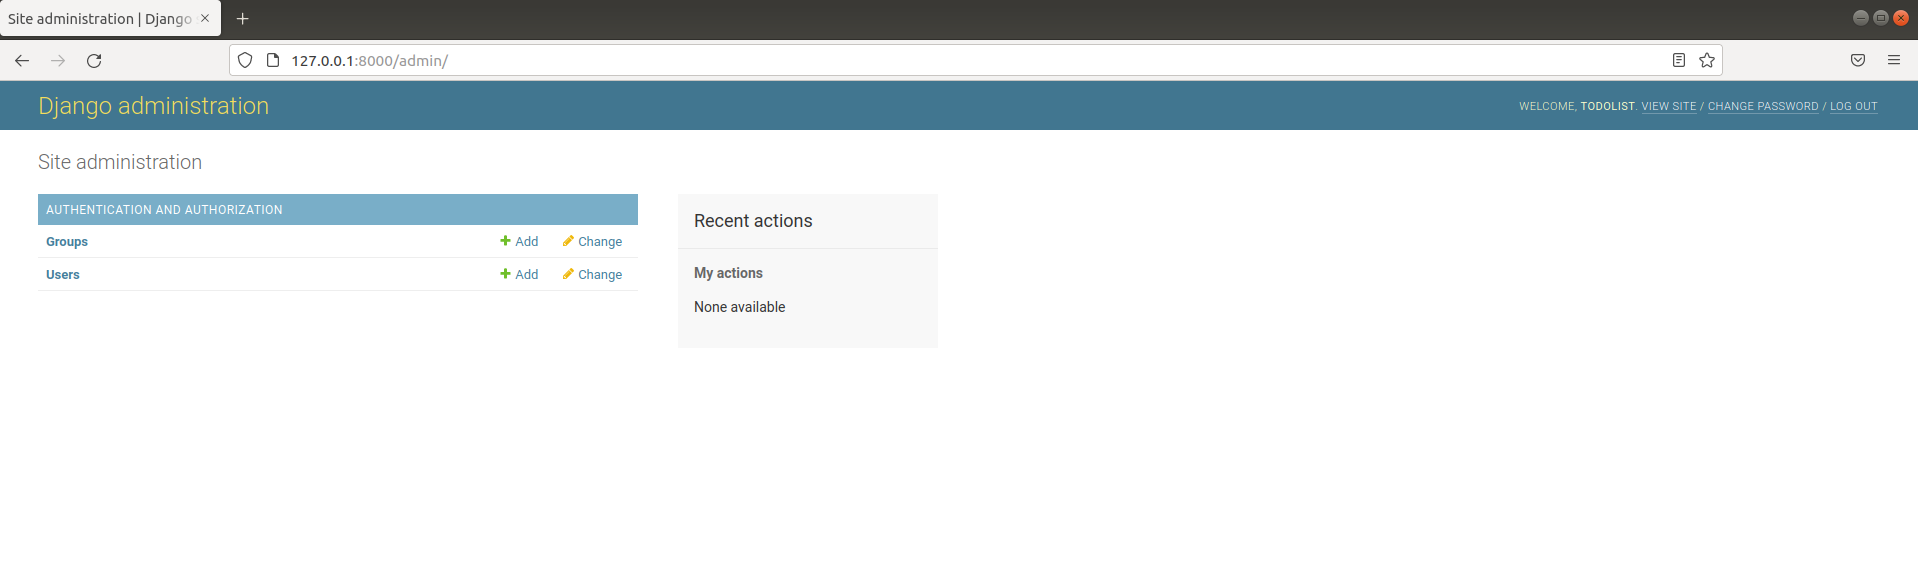 Site administration | Django
127.0.0.1:8000/admin/
Django administration
WELCOME, TODOLIST. VIEW SITE / CHANGE PASSWORD / LOG OUT
Site administration
AUTHENTICATION AND AUTHORIZATION
Groups Add Change
Users Add Change
Recent actions
My actions
None available